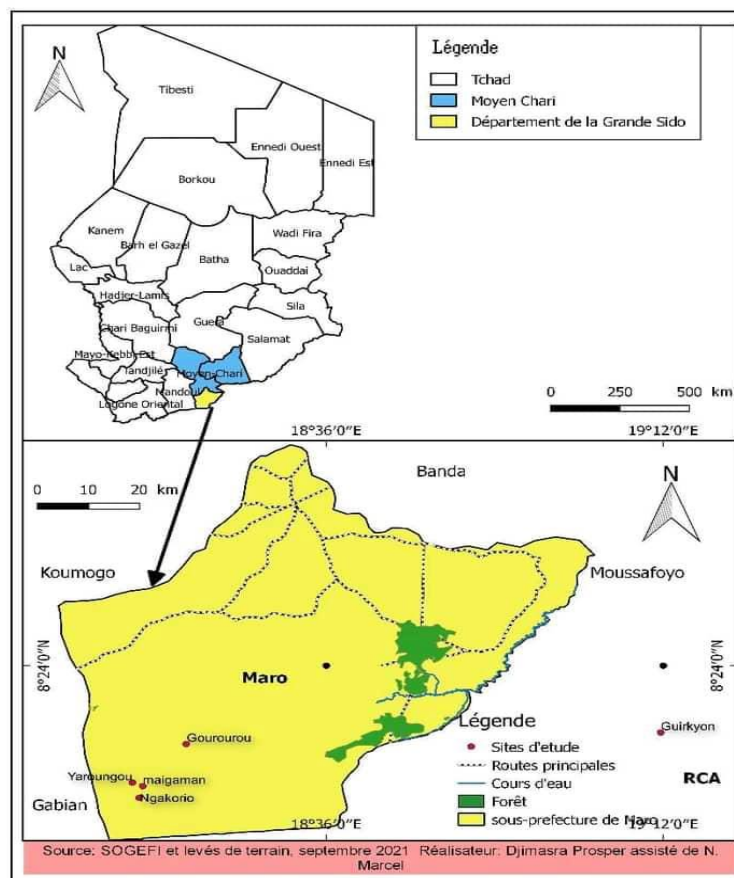 N
Légende
Tchad
Moyen Chari
Département de la Grande Sido
Tibesti
Ennedi Ouest
Ennedi Est
Borkou
Kanem
Barh el Gazel
Wadi Fira
Batha
Lac
Ouaddai
Hadjer-Lamis
Sila
Guera
Chari Baguirmi
Salamat
Mayo-Kebbi Est
Tandjilé
Moyen-Chari
Mandoul
Logone Oriental
0 250 500 km
18°36'0"E 19°12'0"E
0 10 20 km
Banda
N
Koumogo
Moussafoyo
8°24'0"N
Maro
8°24'0"N
Légende
Gourourou
Sites d'etude
Guirkyon
Routes principales
Yaroungou
maigaman
Cours d'eau
RCA
Gabian
Ngakorio
Forêt
sous-prefecture de Maro
18°36'0"E 19°12'0"E
Source: SOGEFI et levés de terrain, septembre 2021 Réalisateur: Djimasra Prosper assisté de N.
Marcel